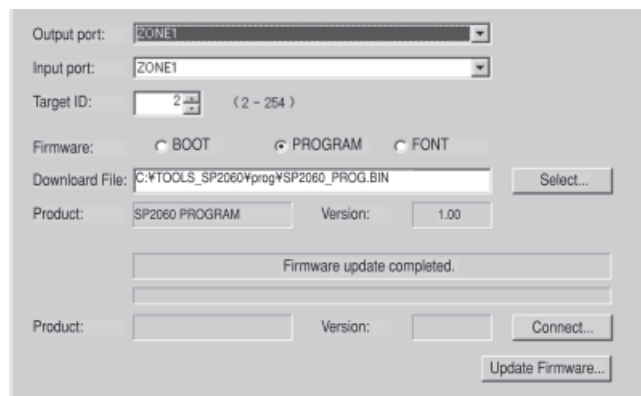 Output port: ZONE1
Input port: ZONE1
Target ID: 2 (2 - 254)
Firmware: BOOT PROGRAM FONT
Downloard File: C:¥TOOLS_SP2060¥prog¥SP2060_PROG.BIN Select...
Product: SP2060 PROGRAM Version: 1.00
Firmware update completed.
Product: Version: Connect...
Update Firmware...